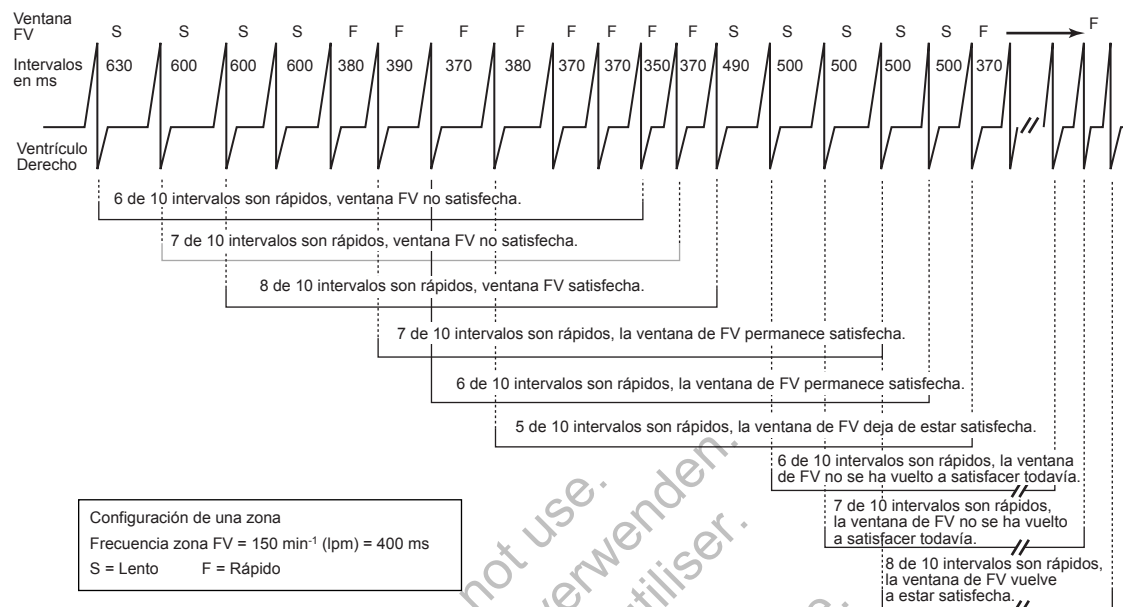 Ventana
FV
S S S S F F F F F F F F S S S S S F F
Intervalos
en ms
630 600 600 600 380 390 370 380 370 370 350 370 490 500 500 500 500 370
Ventrículo
Derecho
6 de 10 intervalos son rápidos, ventana FV no satisfecha.
7 de 10 intervalos son rápidos, ventana FV no satisfecha.
8 de 10 intervalos son rápidos, ventana FV satisfecha.
7 de 10 intervalos son rápidos, la ventana de FV permanece satisfecha.
6 de 10 intervalos son rápidos, la ventana de FV permanece satisfecha.
5 de 10 intervalos son rápidos, la ventana de FV deja de estar satisfecha.
6 de 10 intervalos son rápidos, la ventana
de FV no se ha vuelto a satisfacer todavía.
7 de 10 intervalos son rápidos,
la ventana de FV no se ha vuelto
a satisfacer todavía.
8 de 10 intervalos son rápidos,
la ventana de FV vuelve
a estar satisfecha.
Configuración de una zona
Frecuencia zona FV = 150 min⁻¹ (lpm) = 400 ms
S = Lento F = Rápido
not use.
verwenden.
utiliser.